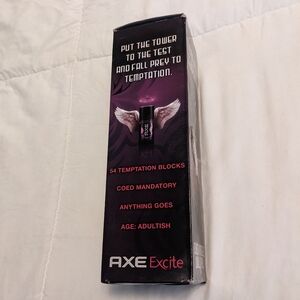 PUT THE TOWER
TO THE TEST
AND FALL PREY TO
TEMPTATION.
AXE
54 TEMPTATION BLOCKS
COED MANDATORY
ANYTHING GOES
AGE: ADULTISH
AXE Excite